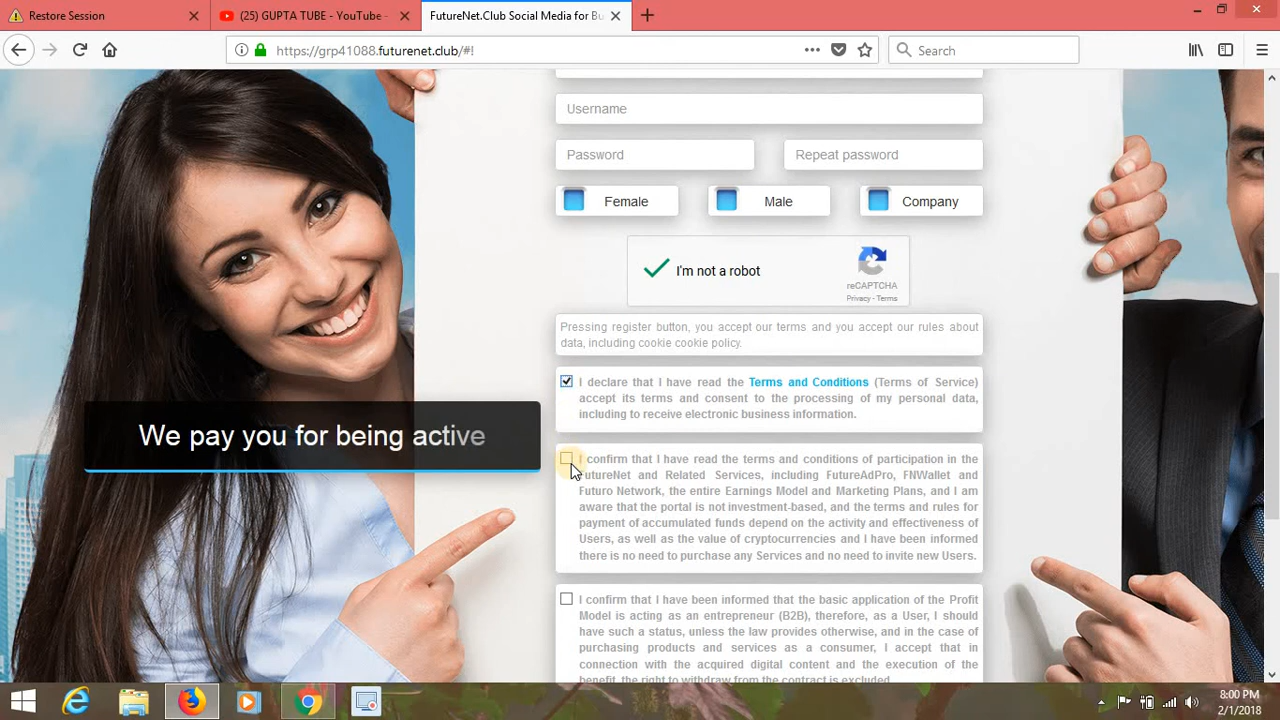 Restore Session
(25) GUPTA TUBE - YouTube -
FutureNet.Club Social Media for Bu
https://grp41088.futurenet.club/#!
Search
Username
Password
Repeat password
Female
Male
Company
I'm not a robot
reCAPTCHA
Privacy - Terms
Pressing register button, you accept our terms and you accept our rules about
data, including cookie cookie policy.
I declare that I have read the Terms and Conditions (Terms of Service)
accept its terms and consent to the processing of my personal data,
including to receive electronic business information.
We pay you for being active
I confirm that I have read the terms and conditions of participation in the
FutureNet and Related Services, including FutureAdPro, FNWallet and
Futuro Network, the entire Earnings Model and Marketing Plans, and I am
aware that the portal is not investment-based, and the terms and rules for
payment of accumulated funds depend on the activity and effectiveness of
Users, as well as the value of cryptocurrencies and I have been informed
there is no need to purchase any Services and no need to invite new Users.
I confirm that I have been informed that the basic application of the Profit
Model is acting as an entrepreneur (B2B), therefore, as a User, I should
have such a status, unless the law provides otherwise, and in the case of
purchasing products and services as a consumer, I accept that in
connection with the acquired digital content and the execution of the
benefit, the right to withdraw from the contract is excluded.
8:00 PM
2/1/2018